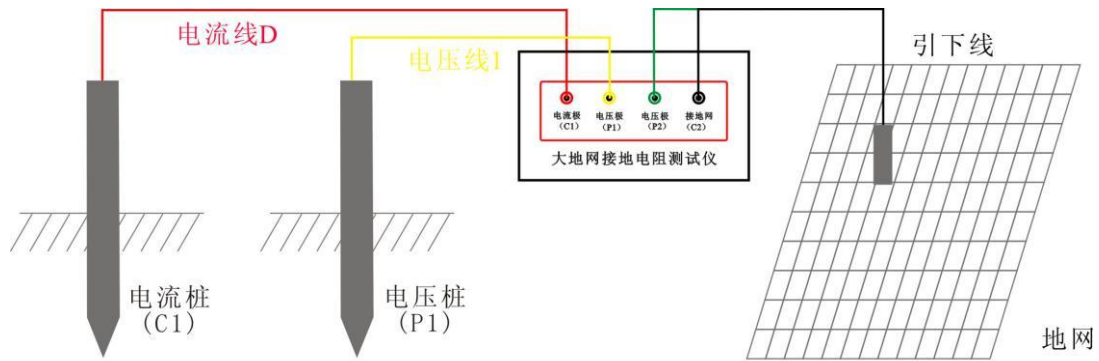 电流线D
电压线1
引下线
电流极 电压极 电压极 接地网
(C1) (P1) (P2) (C2)
大地网接地电阻测试仪
电流桩
(C1)
电压桩
(P1)
地网